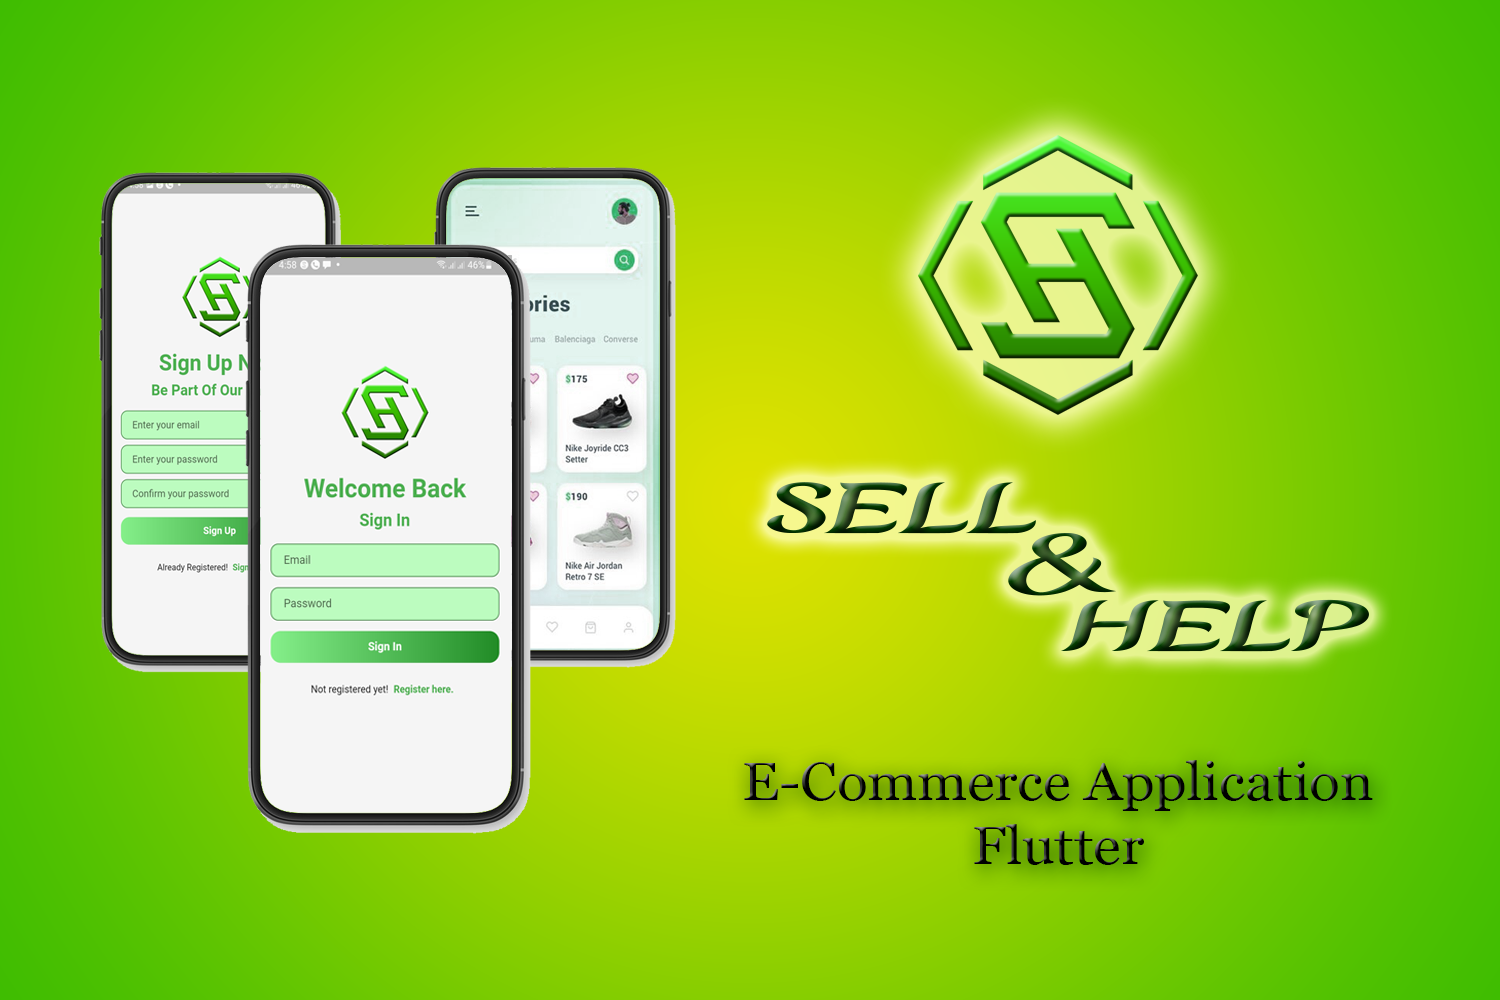 Sign Up
Be Part Of Our
Enter your email
Enter your password
Confirm your password
Sign Up
Already Registered!
4:58
46%
Welcome Back
Sign In
Email
Password
Sign In
Not registered yet! Register here.
Balenciaga Converse
$175
Nike Joyride CC3
Setter
$190
Nike Air Jordan
Retro 7 SE
SH
SELL
&
HELP
E-Commerce Application
Flutter